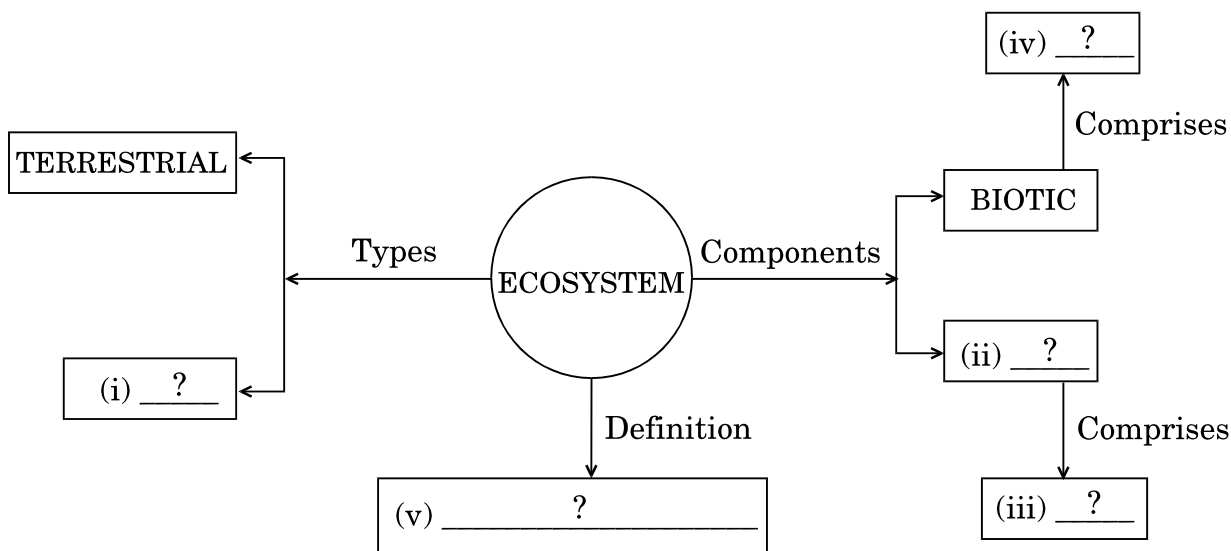 (iv) ?
Comprises
TERRESTRIAL
BIOTIC
Types
Components
ECOSYSTEM
(i) ?
(ii) ?
Definition
Comprises
(v) ?
(iii) ?